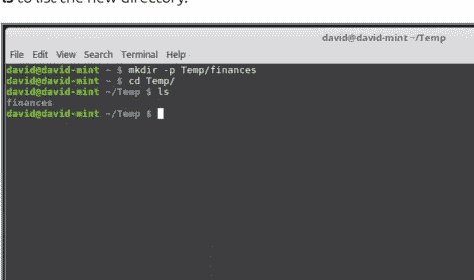 ls to list the new directory.
david@david-mint ~/Temp
File Edit View Search Terminal Help
david@david-mint ~ $ mkdir -p Temp/finances
david@david-mint ~ $ cd Temp/
david@david-mint ~/Temp $ ls
finances
david@david-mint ~/Temp $